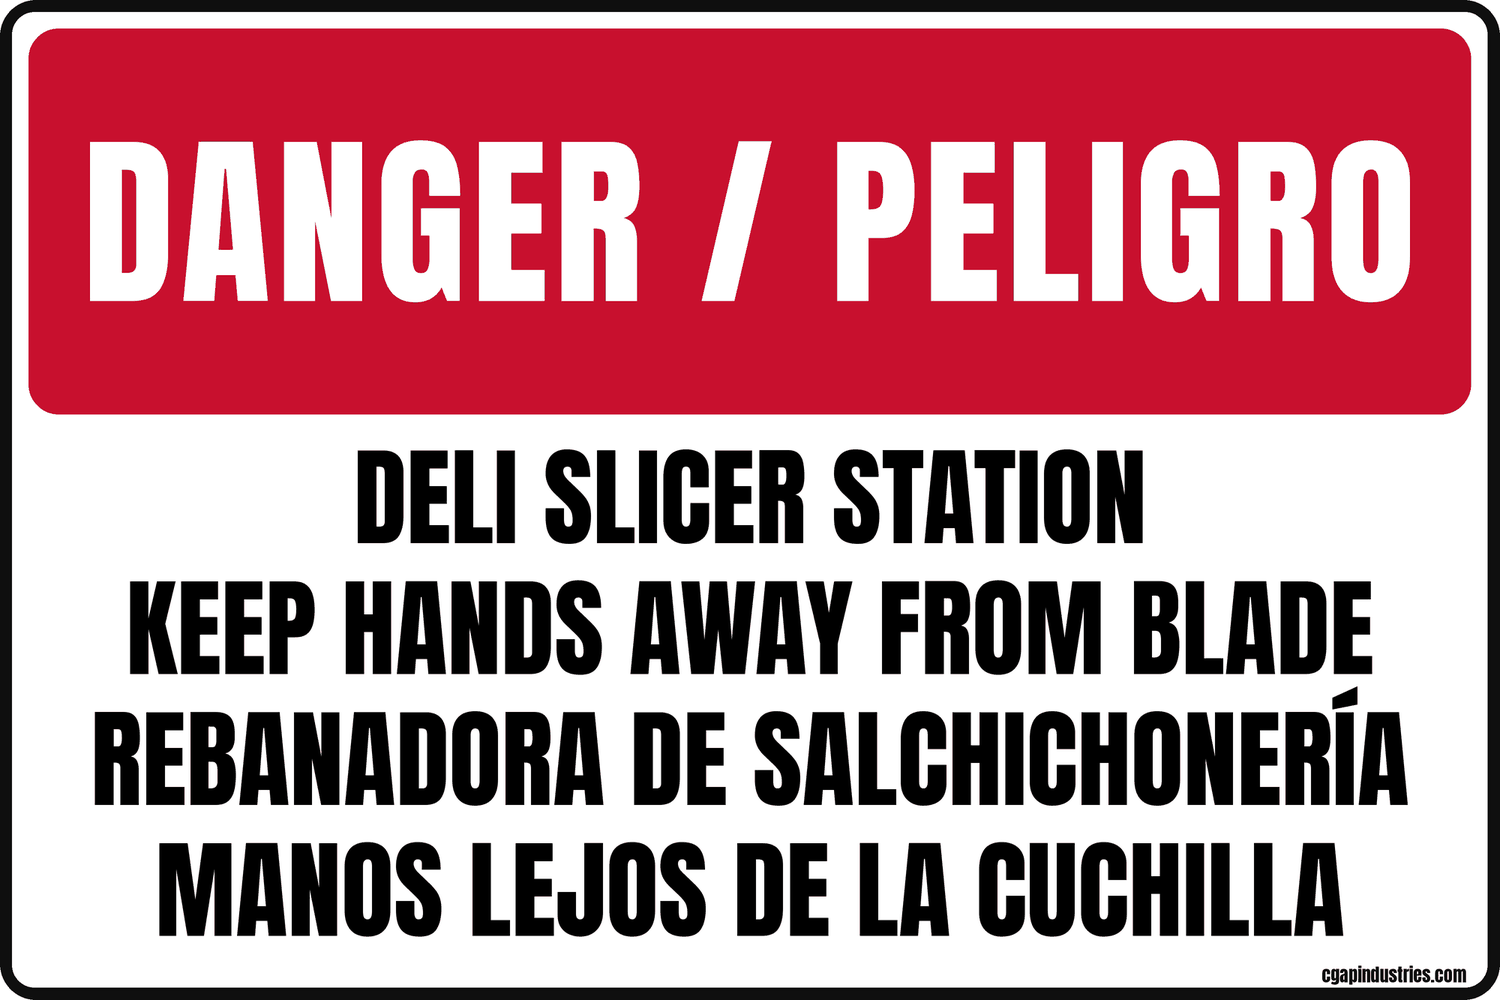 DANGER / PELIGRO
DELI SLICER STATION
KEEP HANDS AWAY FROM BLADE
REBANADORA DE SALCHICHONERÍA
MANOS LEJOS DE LA CUCHILLA
cgapindustries.com